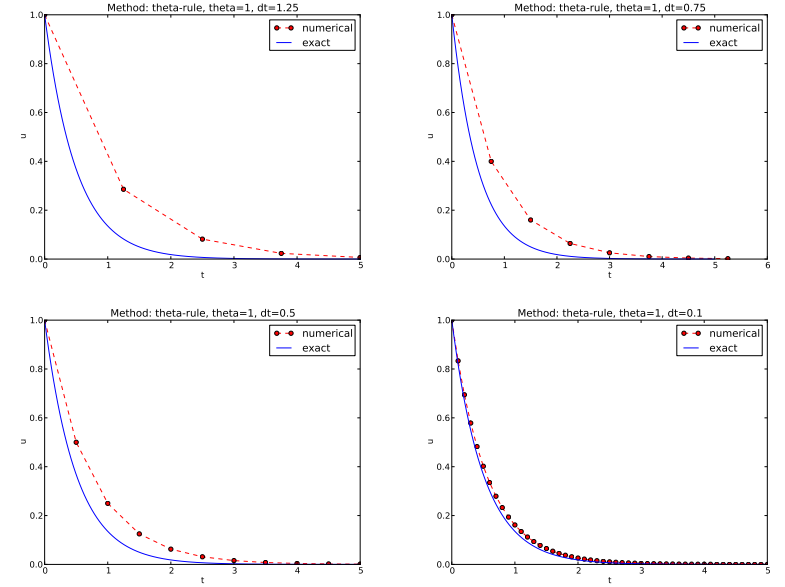 Method: theta-rule, theta=1, dt=1.25
1.0
0.8
0.6
0.4
0.2
0.0
u
0 1 2 3 4 5
t
numerical
exact
Method: theta-rule, theta=1, dt=0.75
1.0
0.8
0.6
0.4
0.2
0.0
u
0 1 2 3 4 5 6
t
numerical
exact
Method: theta-rule, theta=1, dt=0.5
1.0
0.8
0.6
0.4
0.2
0.0
u
0 1 2 3 4 5
t
numerical
exact
Method: theta-rule, theta=1, dt=0.1
1.0
0.8
0.6
0.4
0.2
0.0
u
0 1 2 3 4 5
t
numerical
exact